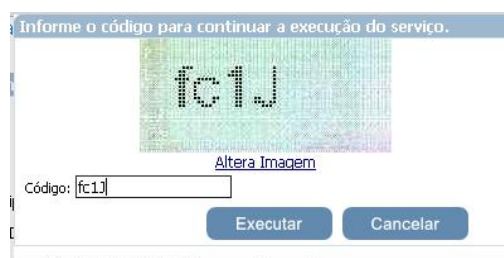 Informe o código para continuar a execução do serviço.
fc1J
Altera Imagem
Código: fc1J
Executar Cancelar